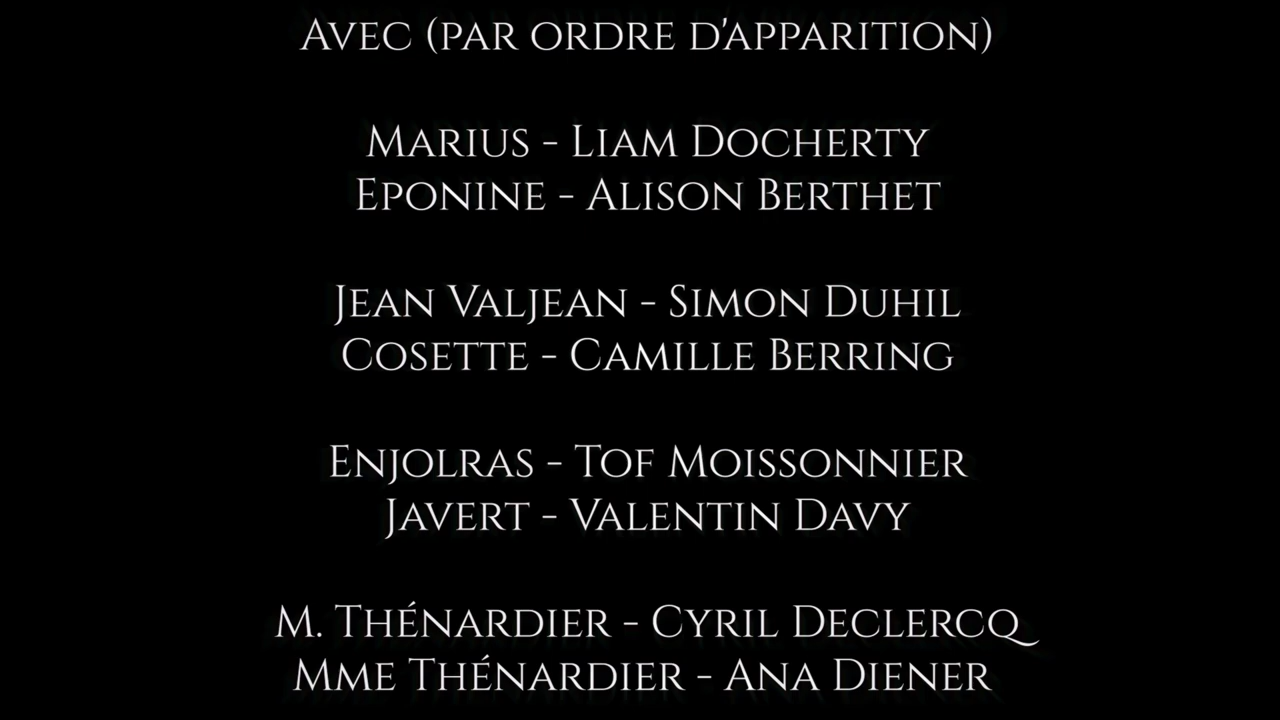 Avec (par ordre d'apparition)
Marius - Liam Docherty
Eponine - Alison Berthet
Jean Valjean - Simon Duhil
Cosette - Camille Berring
Enjolras - Tof Moissonnier
Javert - Valentin Davy
M. Thénardier - Cyril Declercq
Mme Thénardier - Ana Diener